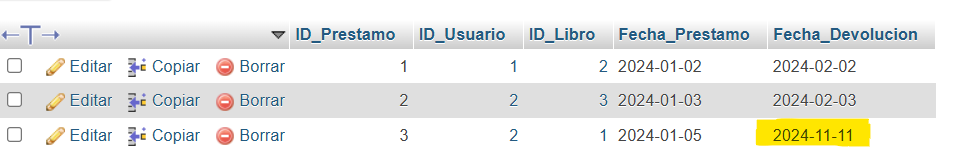 ID_Prestamo ID_Usuario ID_Libro Fecha_Prestamo Fecha_Devolucion
Editar Copiar Borrar 1 1 2 2024-01-02 2024-02-02
Editar Copiar Borrar 2 2 3 2024-01-03 2024-02-03
Editar Copiar Borrar 3 2 1 2024-01-05 2024-11-11